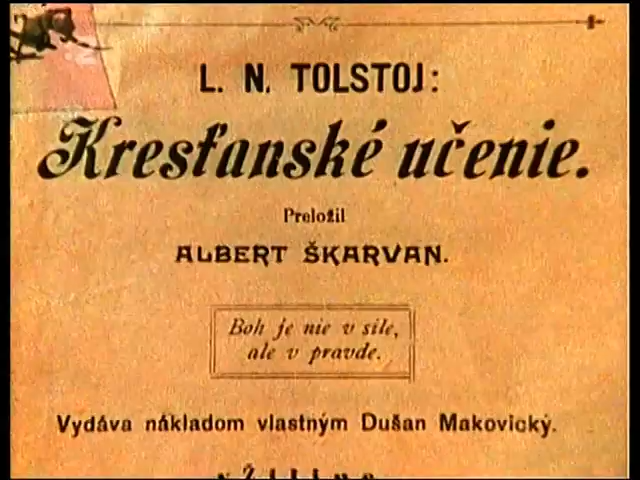 L. N. TOLSTOJ:
Kresťanské učenie.
Preložil
ALBERT ŠKARVAN.
Boh je nie v sile,
ale v pravde.
Vydáva nákladom vlastným Dušan Makovický.